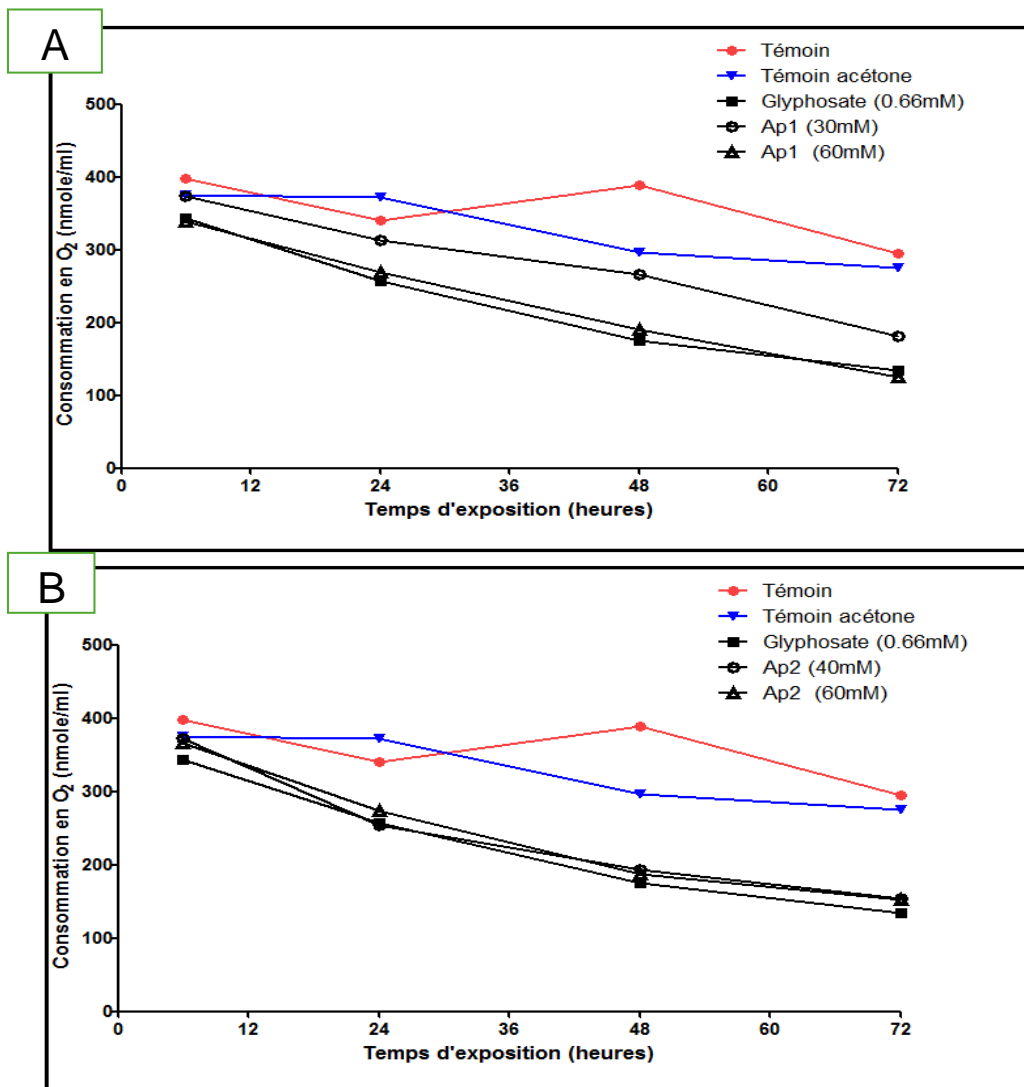 A
Témoin
Témoin acétone
Glyphosate (0.66mM)
Ap1 (30mM)
Ap1 (60mM)
Consommation en O2 (nmole/ml)
500
400
300
200
100
0
0 12 24 36 48 60 72
Temps d'exposition (heures)
B
Témoin
Témoin acétone
Glyphosate (0.66mM)
Ap2 (40mM)
Ap2 (60mM)
Consommation en O2 (nmole/ml)
500
400
300
200
100
0
0 12 24 36 48 60 72
Temps d'exposition (heures)